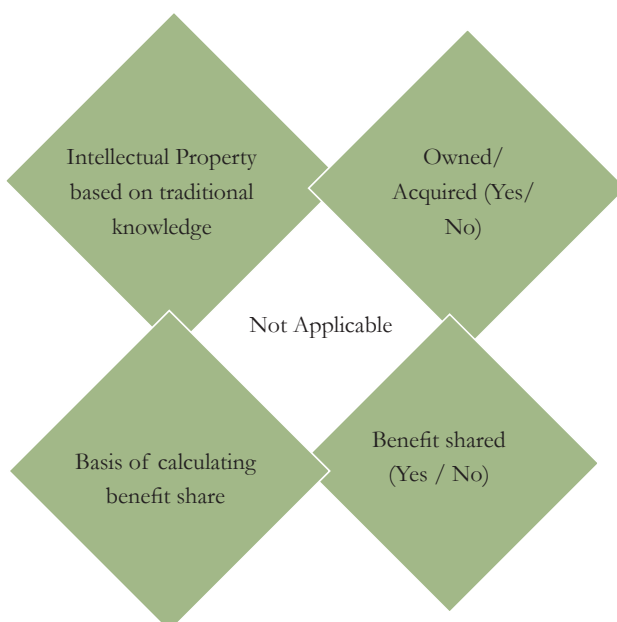 Intellectual Property
based on traditional
knowledge
Owned/
Acquired (Yes/
No)
Not Applicable
Basis of calculating
benefit share
Benefit shared
(Yes / No)